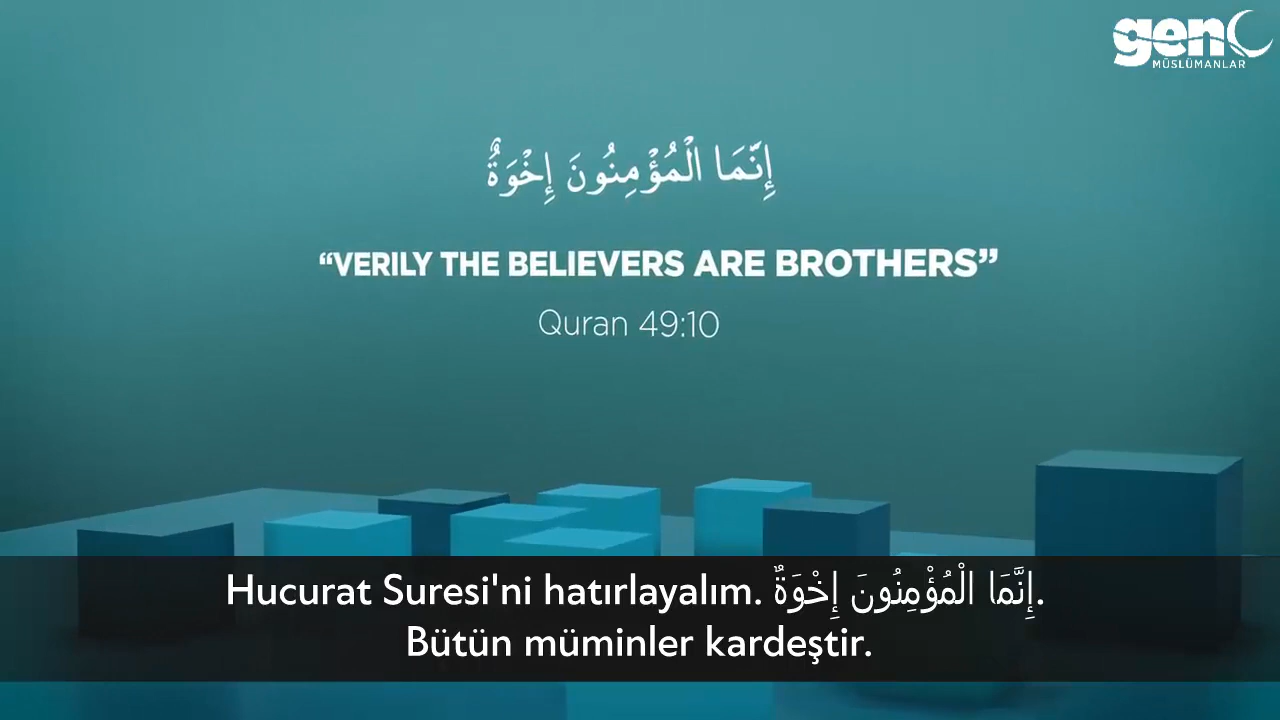 genç
MÜSLÜMANLAR
إِنَّمَا الْمُؤْمِنُونَ إِخْوَةٌ
“VERILY THE BELIEVERS ARE BROTHERS”
Quran 49:10
Hucurat Suresi'ni hatırlayalım. إِنَّمَا الْمُؤْمِنُونَ إِخْوَةٌ.
Bütün müminler kardeştir.